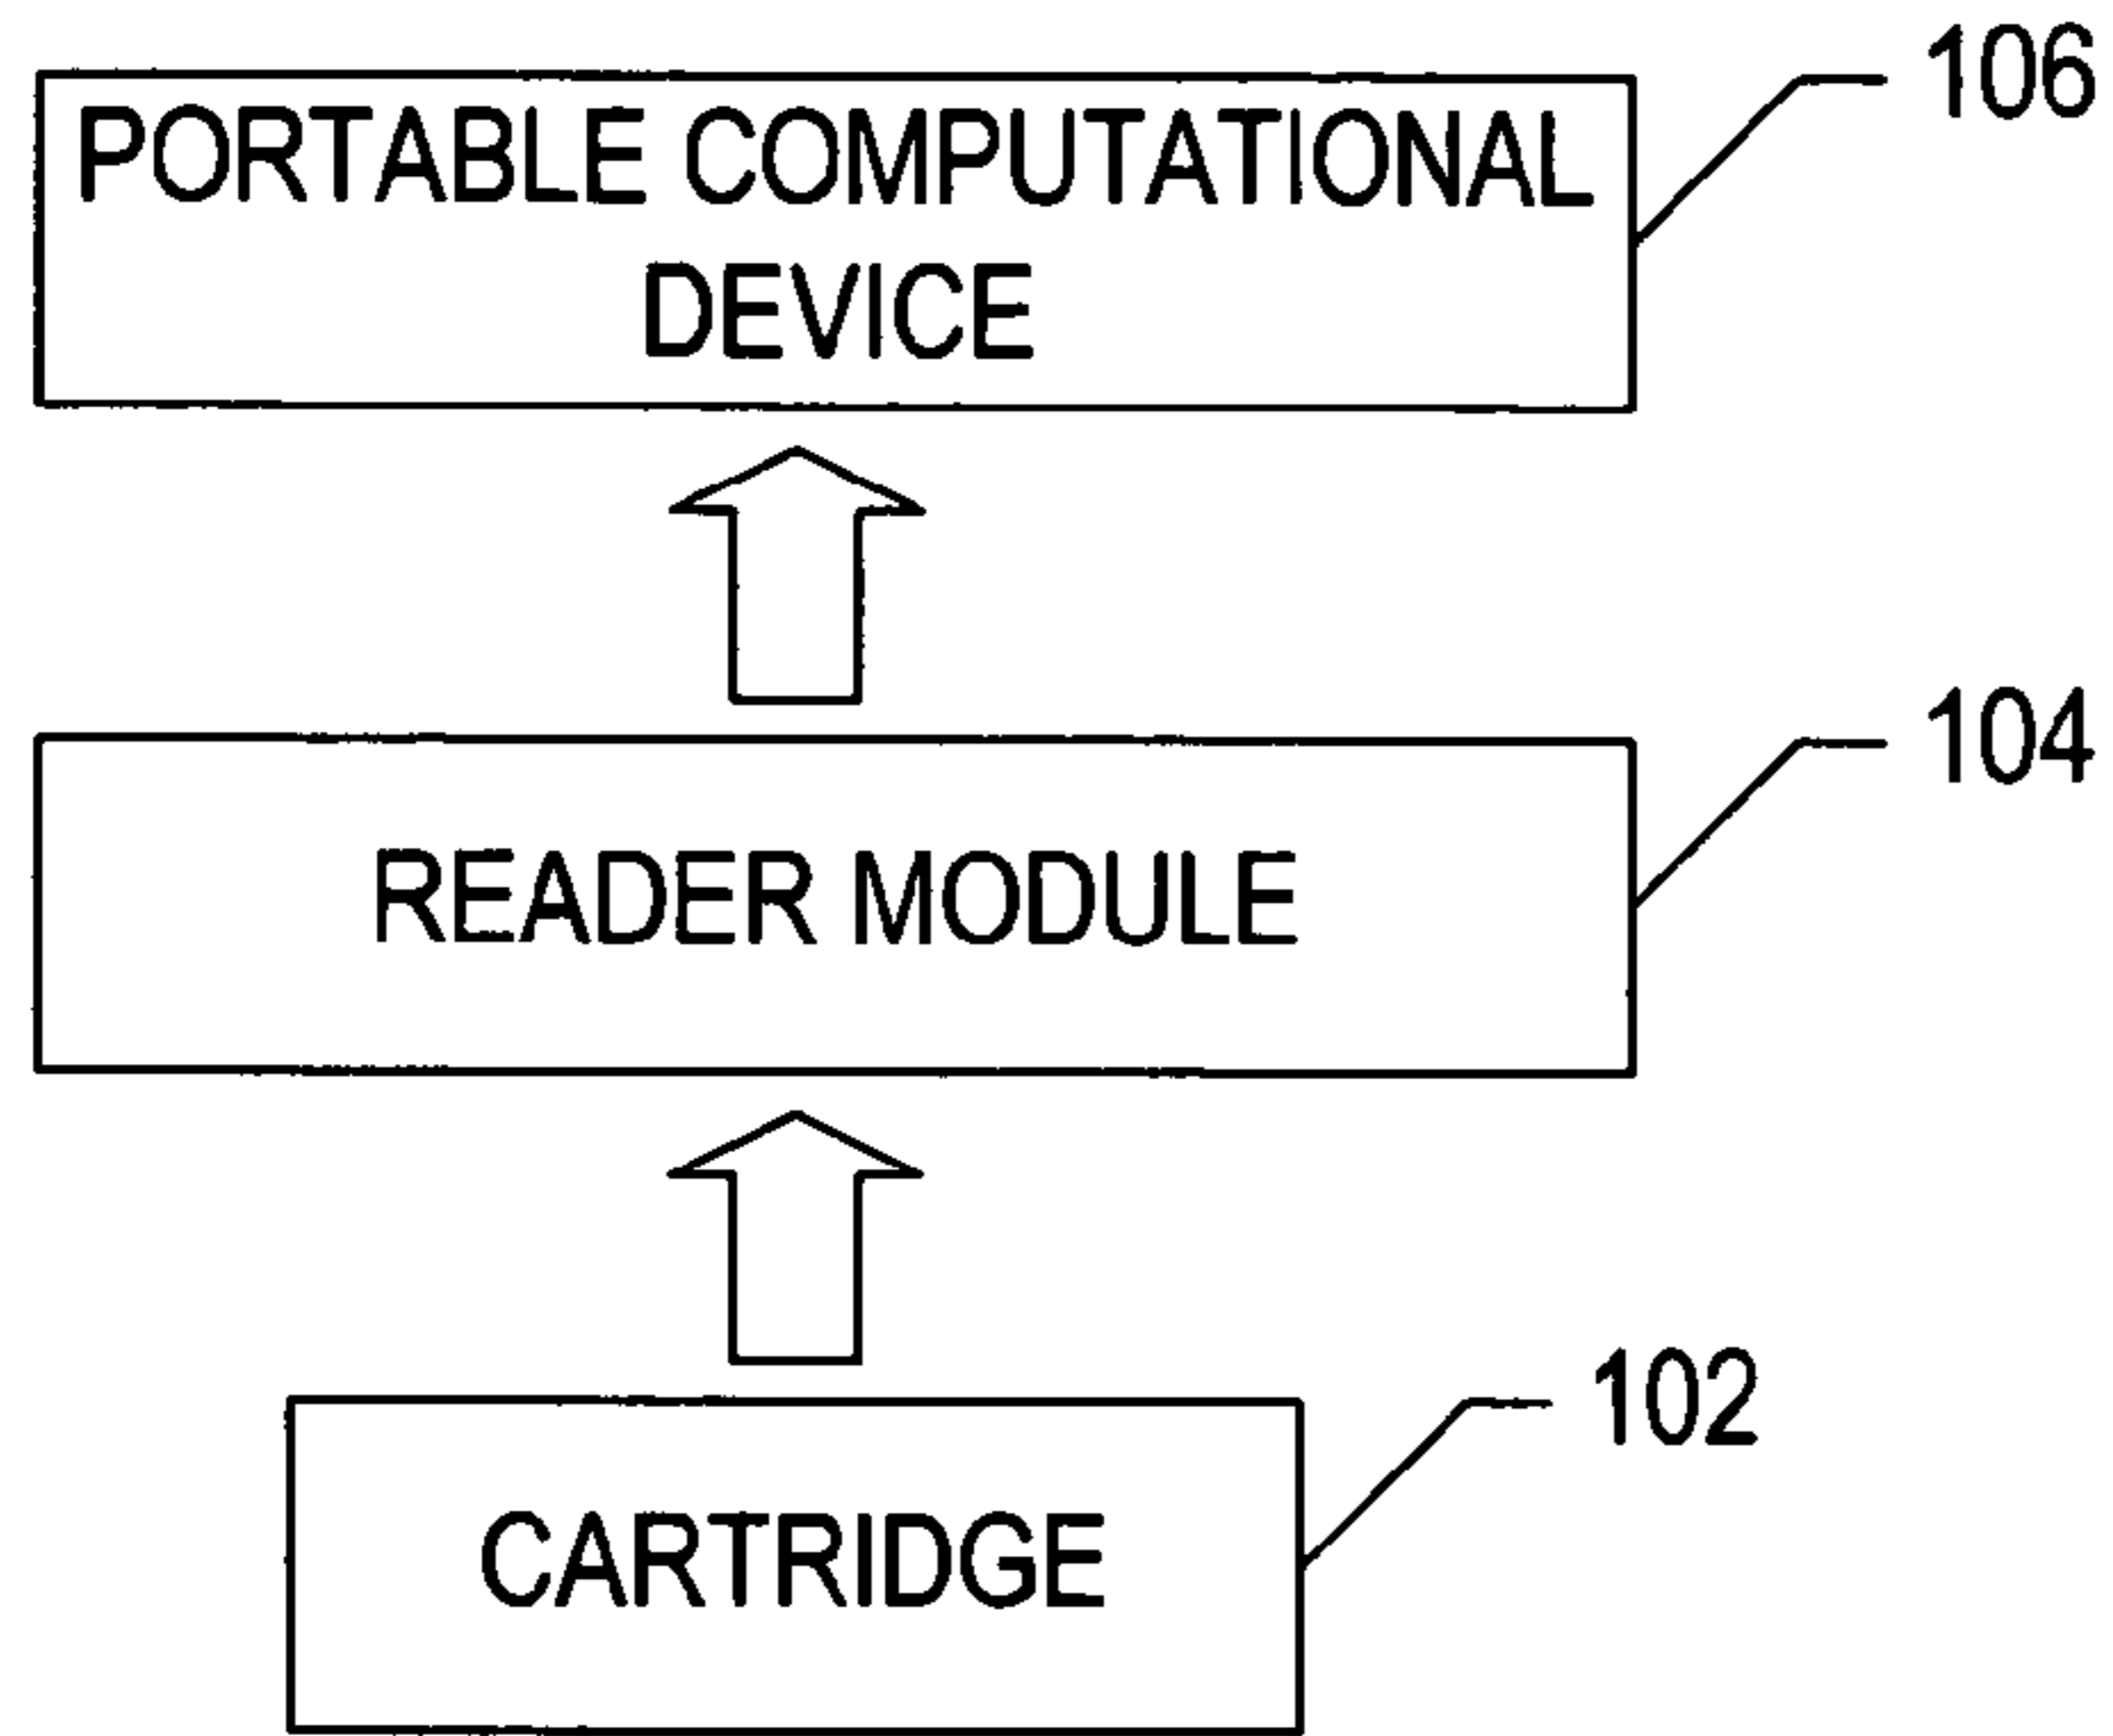 106
PORTABLE COMPUTATIONAL
DEVICE
104
READER MODULE
102
CARTRIDGE